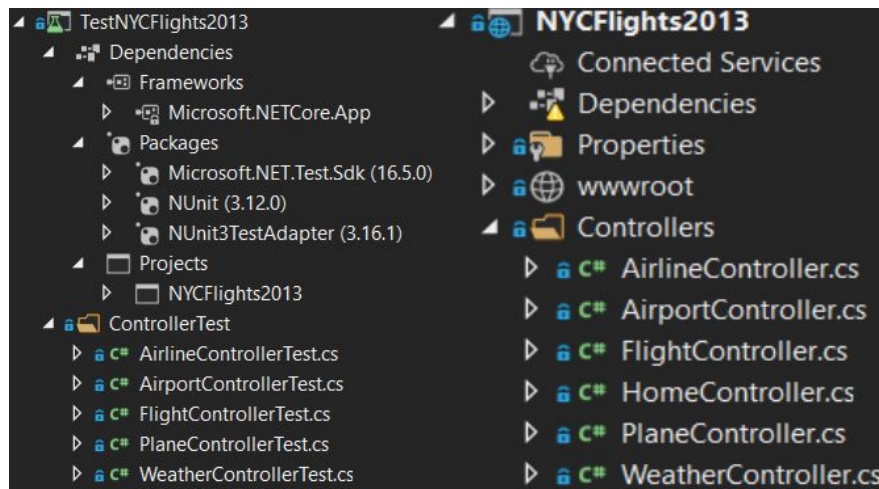 TestNYCFlights2013
Dependencies
Frameworks
Microsoft.NETCore.App
Packages
Microsoft.NET.Test.Sdk (16.5.0)
NUnit (3.12.0)
NUnit3TestAdapter (3.16.1)
Projects
NYCFlights2013
ControllerTest
C# AirlineControllerTest.cs
C# AirportControllerTest.cs
C# FlightControllerTest.cs
C# PlaneControllerTest.cs
C# WeatherControllerTest.cs
NYCFlights2013
Connected Services
Dependencies
Properties
wwwroot
Controllers
C# AirlineController.cs
C# AirportController.cs
C# FlightController.cs
C# HomeController.cs
C# PlaneController.cs
C# WeatherController.cs